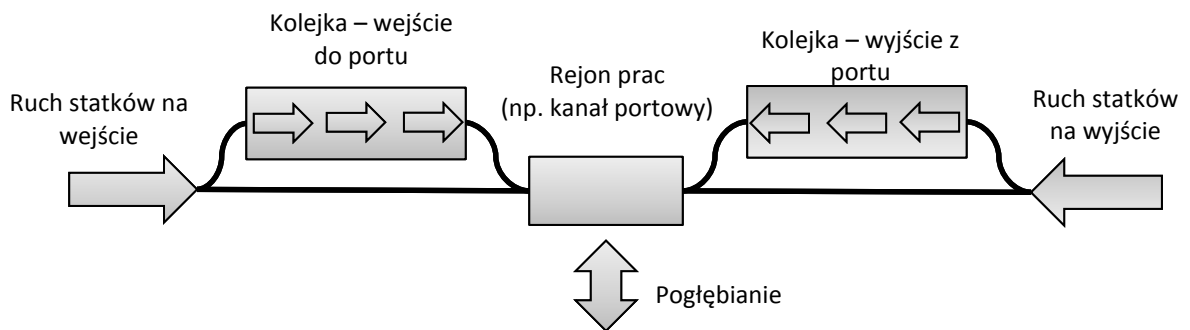 Kolejka – wejście
do portu
Kolejka – wyjście z
portu
Rejon prac
(np. kanał portowy)
Ruch statków na
wejście
Ruch statków
na wyjście
Pogłębianie